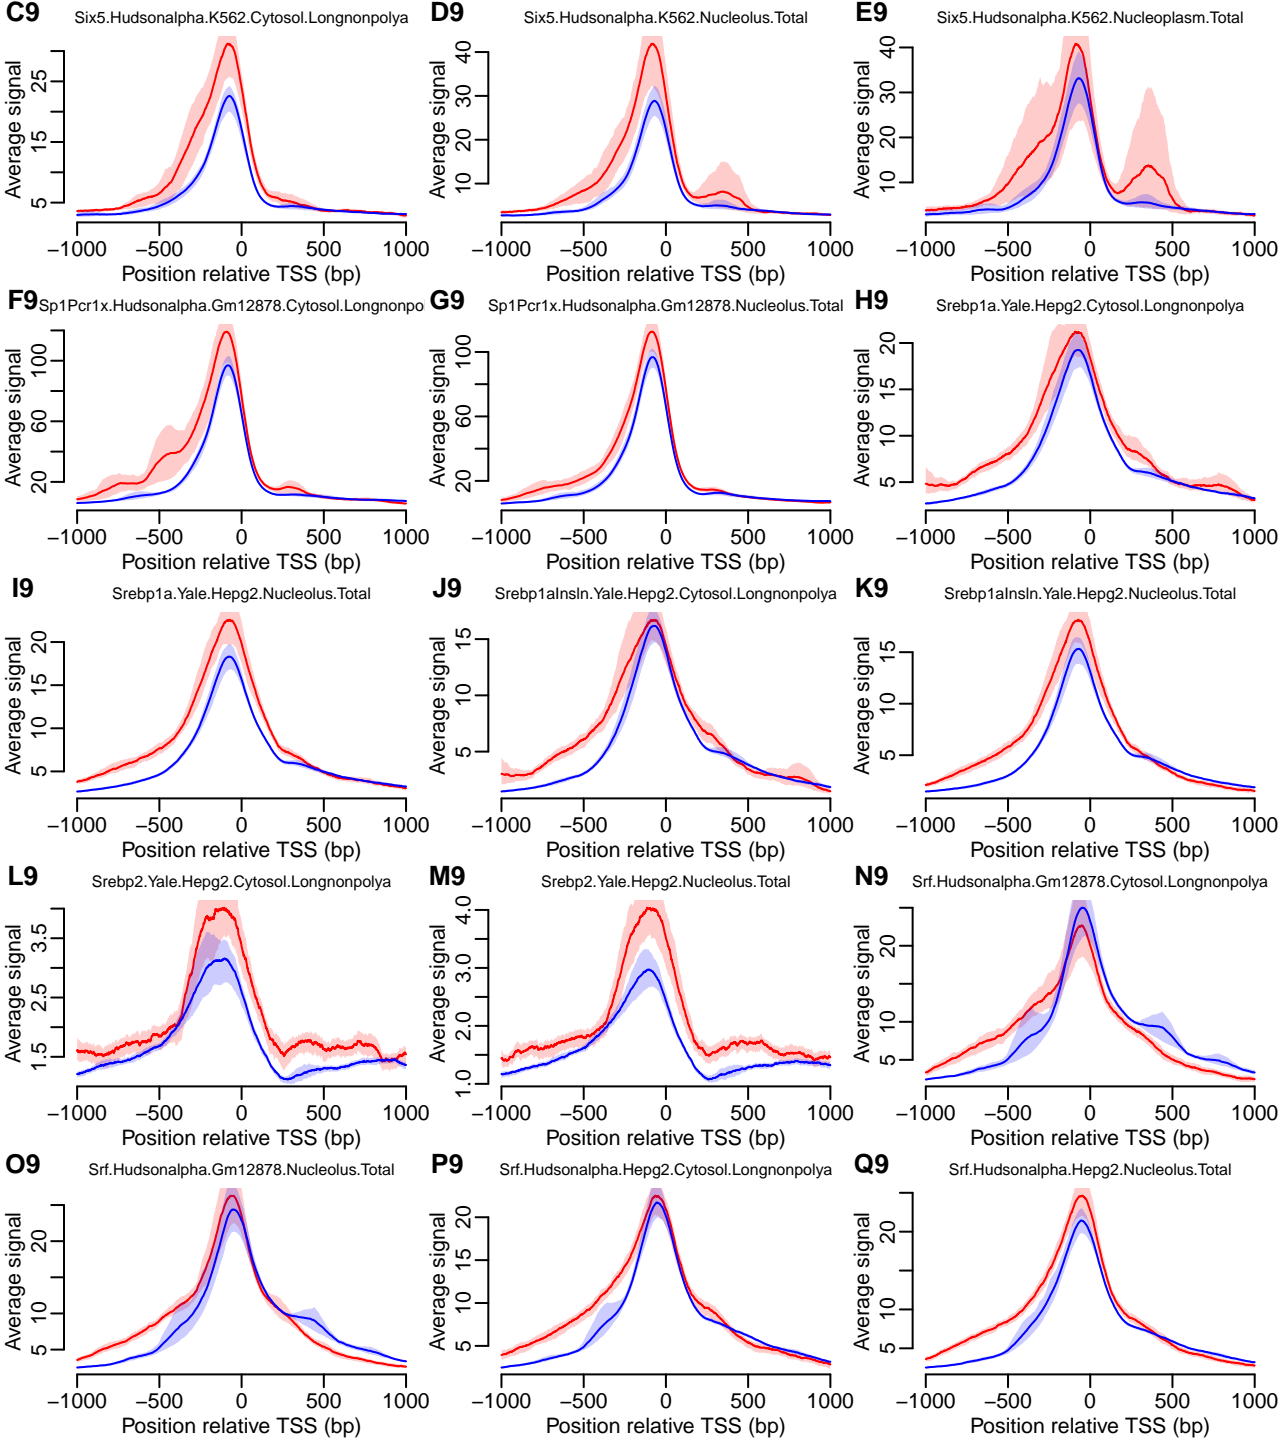 C9 Six5.Hudsonalpha.K562.Cytosol.Longnonpolya
Average signal
5 15 25
−1000 −500 0 500 1000
Position relative TSS (bp)
D9 Six5.Hudsonalpha.K562.Nucleolus.Total
Average signal
10 20 30 40
−1000 −500 0 500 1000
Position relative TSS (bp)
E9 Six5.Hudsonalpha.K562.Nucleoplasm.Total
Average signal
10 20 30 40
−1000 −500 0 500 1000
Position relative TSS (bp)
F9 Sp1Pcr1x.Hudsonalpha.Gm12878.Cytosol.Longnonpo
Average signal
20 60 100
−1000 −500 0 500 1000
Position relative TSS (bp)
G9 Sp1Pcr1x.Hudsonalpha.Gm12878.Nucleolus.Total
Average signal
20 60 100
−1000 −500 0 500 1000
Position relative TSS (bp)
H9 Srebp1a.Yale.Hepg2.Cytosol.Longnonpolya
Average signal
5 10 15 20
−1000 −500 0 500 1000
Position relative TSS (bp)
I9 Srebp1a.Yale.Hepg2.Nucleolus.Total
Average signal
5 10 15 20
−1000 −500 0 500 1000
Position relative TSS (bp)
J9 Srebp1aInsln.Yale.Hepg2.Cytosol.Longnonpolya
Average signal
5 10 15
−1000 −500 0 500 1000
Position relative TSS (bp)
K9 Srebp1aInsln.Yale.Hepg2.Nucleolus.Total
Average signal
5 10 15
−1000 −500 0 500 1000
Position relative TSS (bp)
L9 Srebp2.Yale.Hepg2.Cytosol.Longnonpolya
Average signal
1.5 2.5 3.5
−1000 −500 0 500 1000
Position relative TSS (bp)
M9 Srebp2.Yale.Hepg2.Nucleolus.Total
Average signal
1.0 2.0 3.0 4.0
−1000 −500 0 500 1000
Position relative TSS (bp)
N9 Srf.Hudsonalpha.Gm12878.Cytosol.Longnonpolya
Average signal
5 10 20
−1000 −500 0 500 1000
Position relative TSS (bp)
O9 Srf.Hudsonalpha.Gm12878.Nucleolus.Total
Average signal
5 10 20
−1000 −500 0 500 1000
Position relative TSS (bp)
P9 Srf.Hudsonalpha.Hepg2.Cytosol.Longnonpolya
Average signal
5 10 15 20
−1000 −500 0 500 1000
Position relative TSS (bp)
Q9 Srf.Hudsonalpha.Hepg2.Nucleolus.Total
Average signal
5 10 20
−1000 −500 0 500 1000
Position relative TSS (bp)